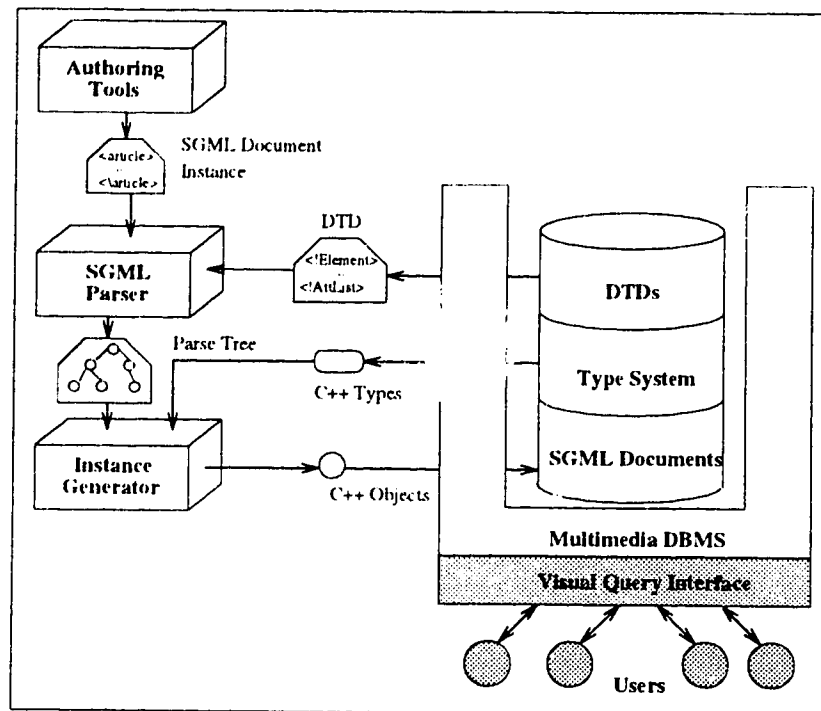 Authoring
Tools
<article>
..
<\article>
SGML Document
Instance
DTD
<!Element>
..
<!AttList>
SGML
Parser
DTDs
Parse Tree
C++ Types
Type System
Instance
Generator
C++ Objects
SGML Documents
Multimedia DBMS
Visual Query Interface
Users